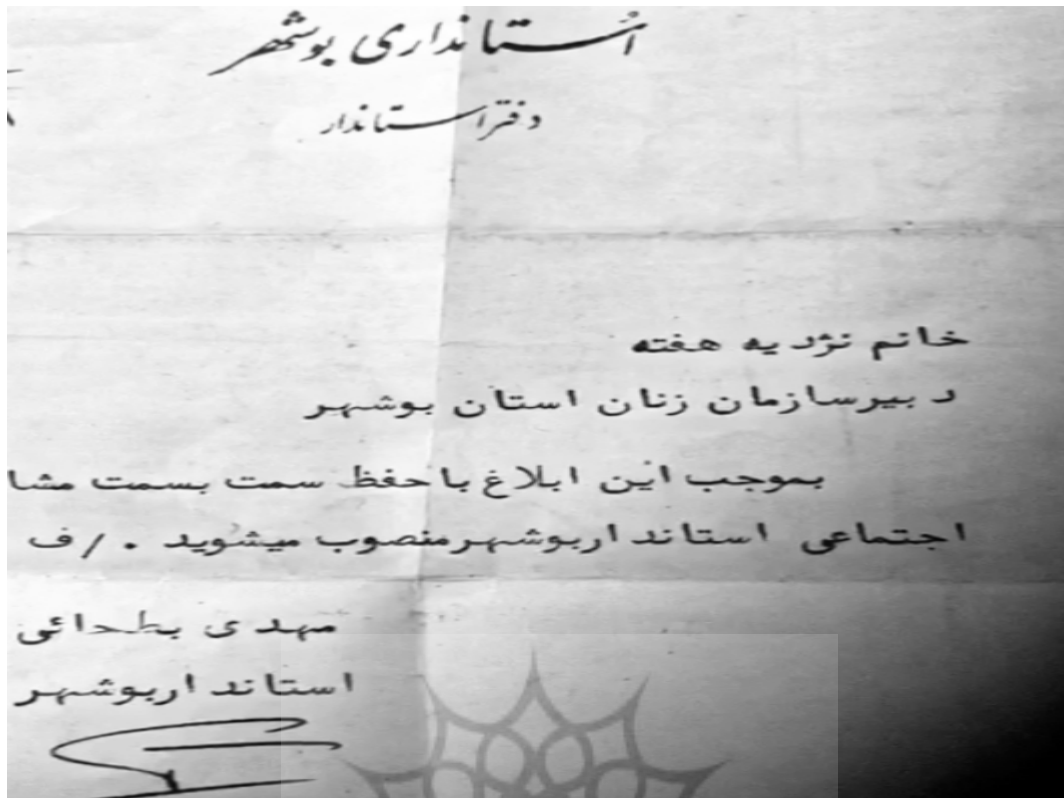 استانداری بوشهر
دفتر استاندار
خانم نژدیه هفته
دبیرسازمان زنان استان بوشهر
بموجب این ابلاغ باحفظ سمت بسمت مشا
اجتماعی استانداربوشهرمنصوب میشوید ./ف
مهدی بطحائی
استانداربوشهر